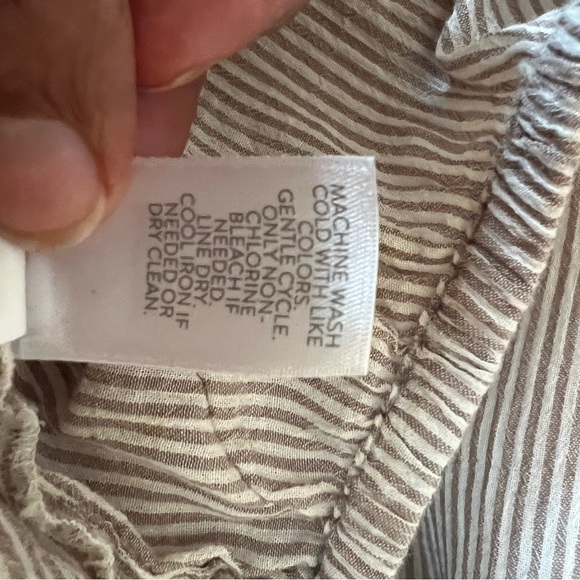 MACHINE WASH
COLD WITH LIKE
COLORS.
GENTLE CYCLE.
ONLY NON-
CHLORINE
BLEACH IF
NEEDED.
LINE DRY.
COOL IRON IF
NEEDED OR
DRY CLEAN.